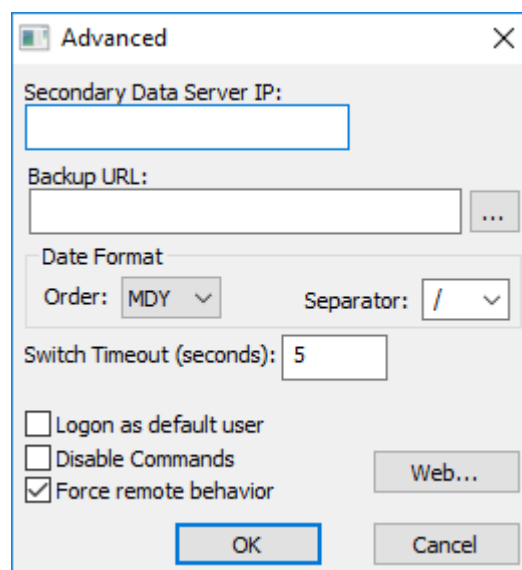 Advanced
Secondary Data Server IP:
Backup URL:
...
Date Format
Order: MDY Separator: /
Switch Timeout (seconds): 5
Logon as default user
Disable Commands
Web...
Force remote behavior
OK Cancel